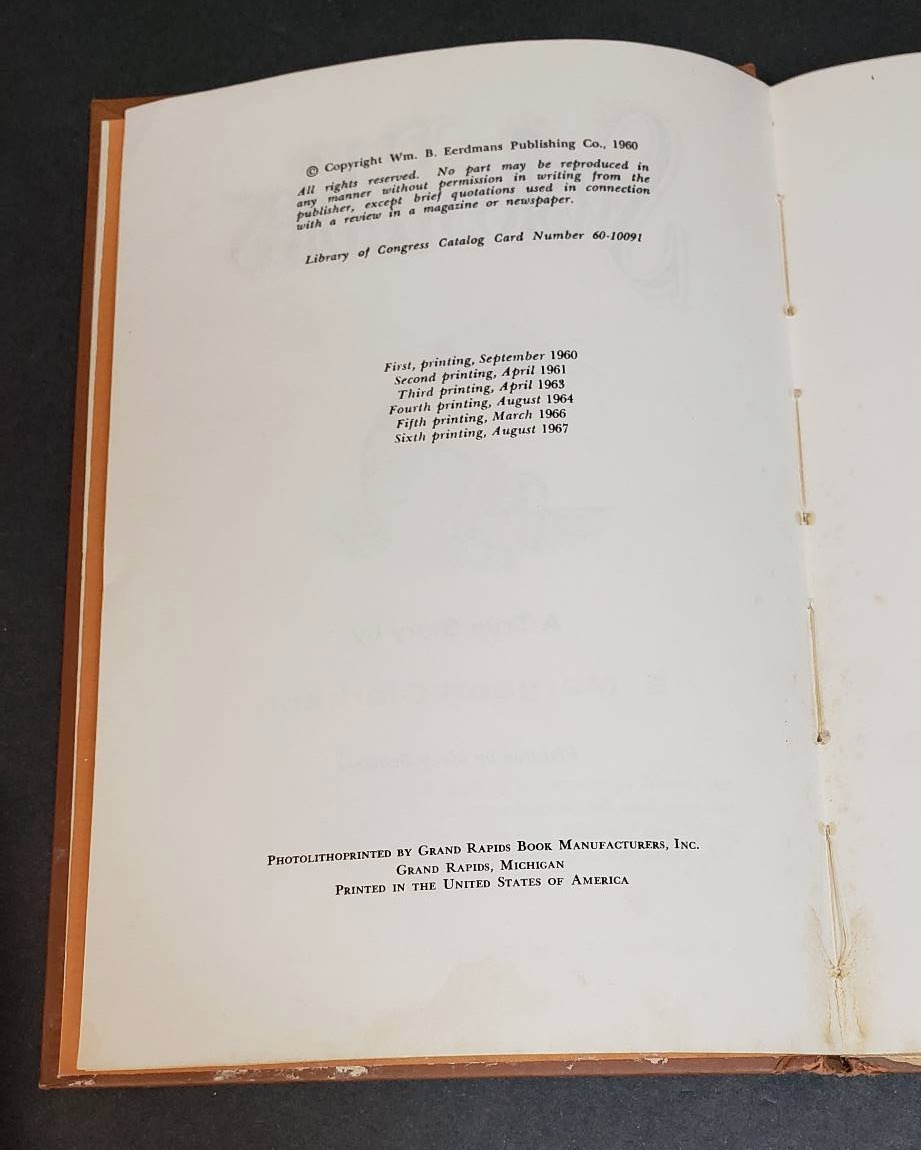 © Copyright Wm. B. Eerdmans Publishing Co., 1960
All rights reserved. No part may be reproduced in
any manner without permission in writing from the
publisher, except brief quotations used in connection
with a review in a magazine or newspaper.
Library of Congress Catalog Card Number 60-10091
First, printing, September 1960
Second printing, April 1961
Third printing, April 1963
Fourth printing, August 1964
Fifth printing, March 1966
Sixth printing, August 1967
A True Story by
Photolithoprinted by Grand Rapids Book Manufacturers, Inc.
Grand Rapids, Michigan
Printed in the United States of America